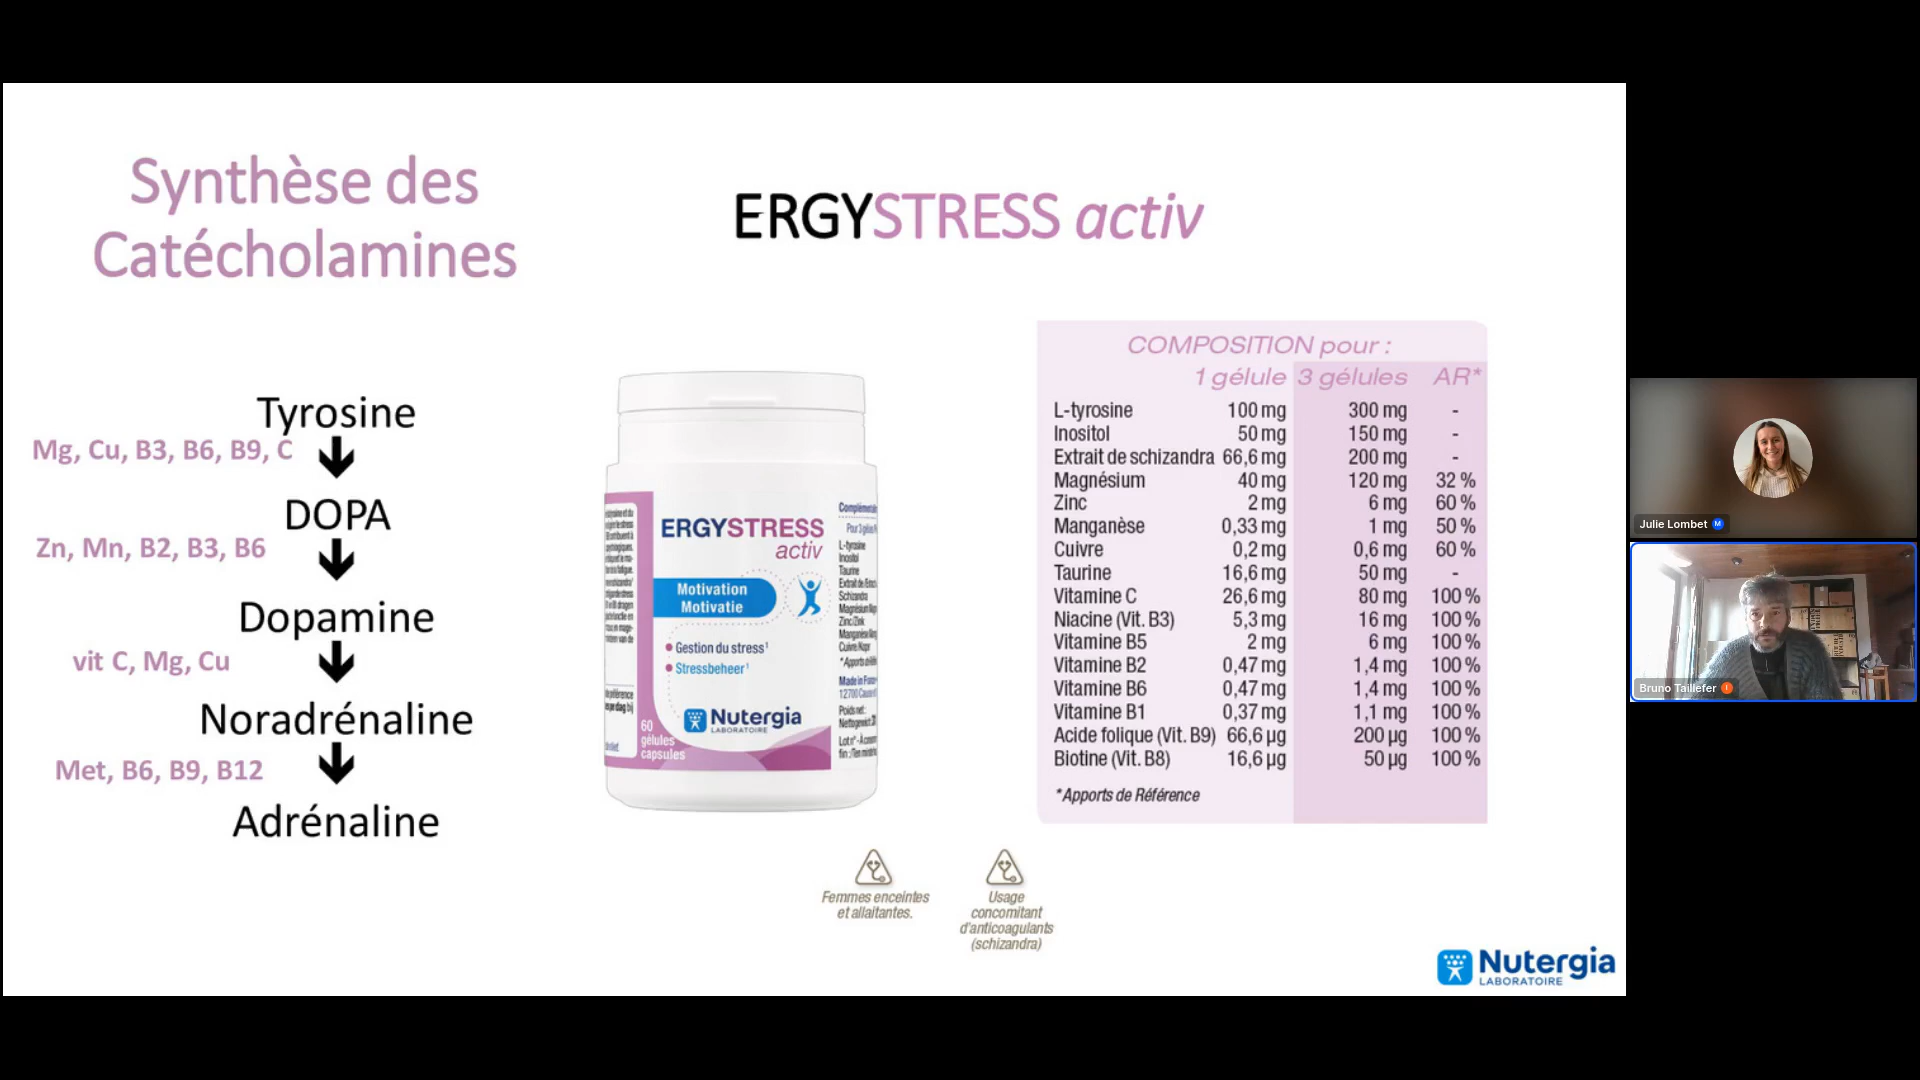 Synthèse des
Catécholamines
ERGYSTRESS activ
Tyrosine
Mg, Cu, B3, B6, B9, C
DOPA
Zn, Mn, B2, B3, B6
Dopamine
vit C, Mg, Cu
Noradrénaline
Met, B6, B9, B12
Adrénaline
ERGYSTRESS
activ
Motivation
Motivatie
Gestion du stress¹
Stressbeheer¹
Nutergia
LABORATOIRE
60
gélules
capsules
L-tyrosine
Inositol
Taurine
COMPOSITION pour :
1 gélule 3 gélules AR*
L-tyrosine 100 mg 300 mg -
Inositol 50 mg 150 mg -
Extrait de schizandra 66,6 mg 200 mg -
Magnésium 40 mg 120 mg 32 %
Zinc 2 mg 6 mg 60 %
Manganèse 0,33 mg 1 mg 50 %
Cuivre 0,2 mg 0,6 mg 60 %
Taurine 16,6 mg 50 mg -
Vitamine C 26,6 mg 80 mg 100 %
Niacine (Vit. B3) 5,3 mg 16 mg 100 %
Vitamine B5 2 mg 6 mg 100 %
Vitamine B2 0,47 mg 1,4 mg 100 %
Vitamine B6 0,47 mg 1,4 mg 100 %
Vitamine B1 0,37 mg 1,1 mg 100 %
Acide folique (Vit. B9) 66,6 µg 200 µg 100 %
Biotine (Vit. B8) 16,6 µg 50 µg 100 %
*Apports de Référence
Femmes enceintes
et allaitantes.
Usage
concomitant
d'anticoagulants
(schizandra)
Nutergia
LABORATOIRE
Julie Lombet M
Bruno Taillefer